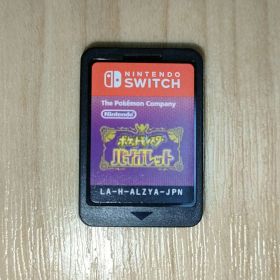 NINTENDO
SWITCH
The Pokémon Company
Nintendo
ポケットモンスター
バイオレット
LA-H-ALZYA-JPN